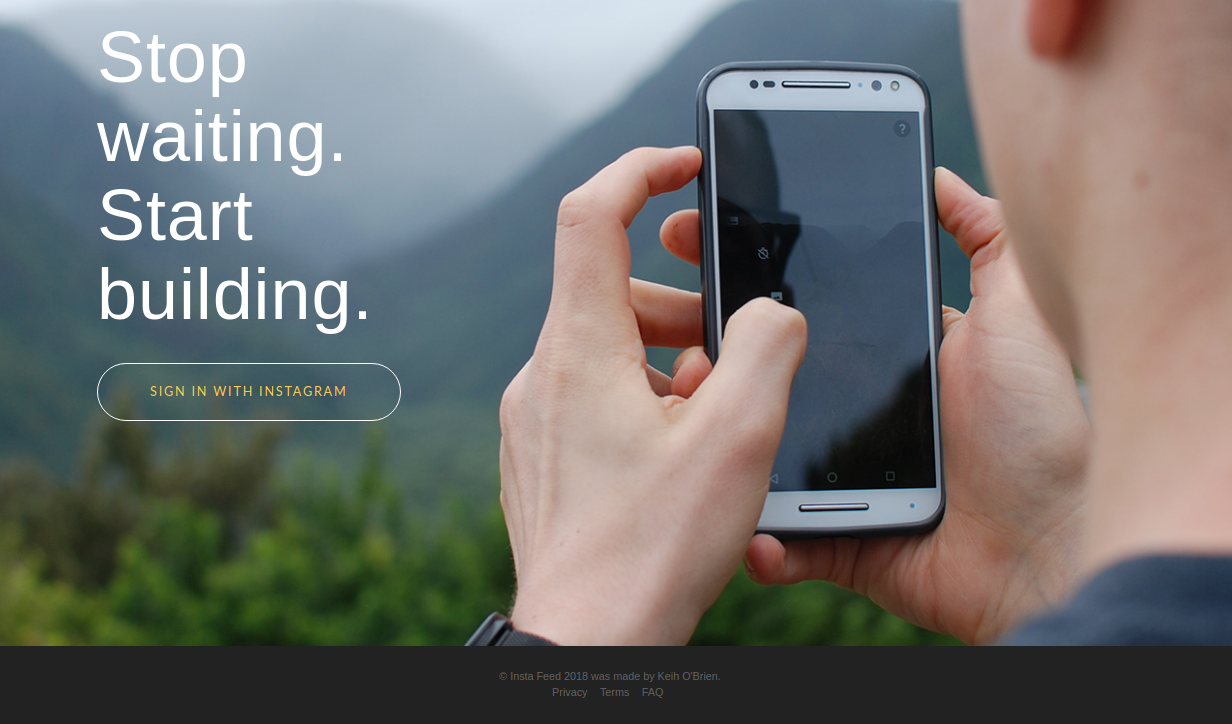 Stop
waiting.
Start
building.
SIGN IN WITH INSTAGRAM
?
© Insta Feed 2018 was made by Keih O'Brien.
Privacy Terms FAQ